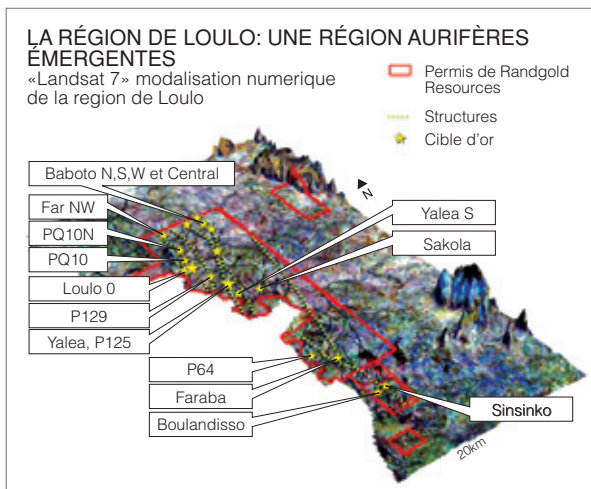 LA RÉGION DE LOULO: UNE RÉGION AURIFÈRES
ÉMERGENTES
«Landsat 7» modalisation numerique
de la region de Loulo
Permis de Randgold
Resources
Structures
Cible d'or
N
Baboto N,S,W et Central
Far NW
PQ10N
PQ10
Loulo 0
P129
Yalea, P125
Yalea S
Sakola
P64
Faraba
Boulandisso
Sinsinko
20km